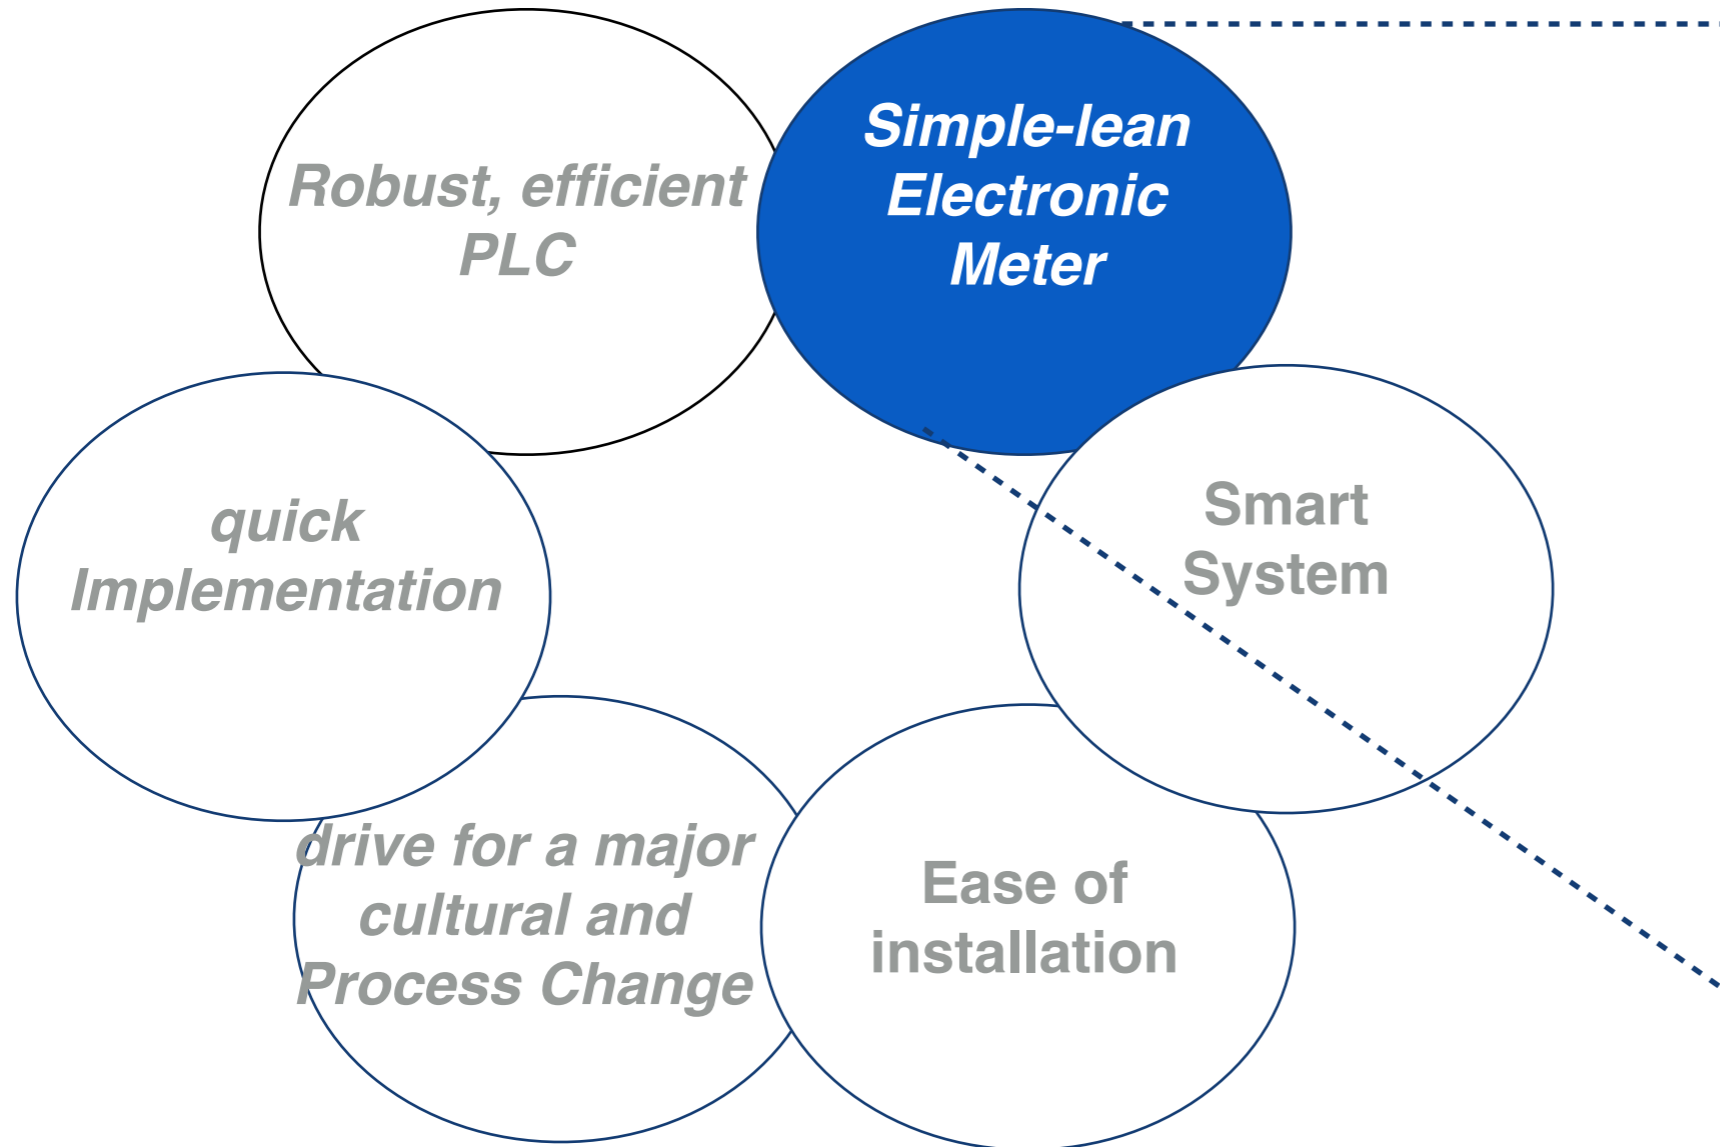 Robust, efficient
PLC
Simple-lean
Electronic
Meter
quick
Implementation
Smart
System
drive for a major
cultural and
Process Change
Ease of
installation